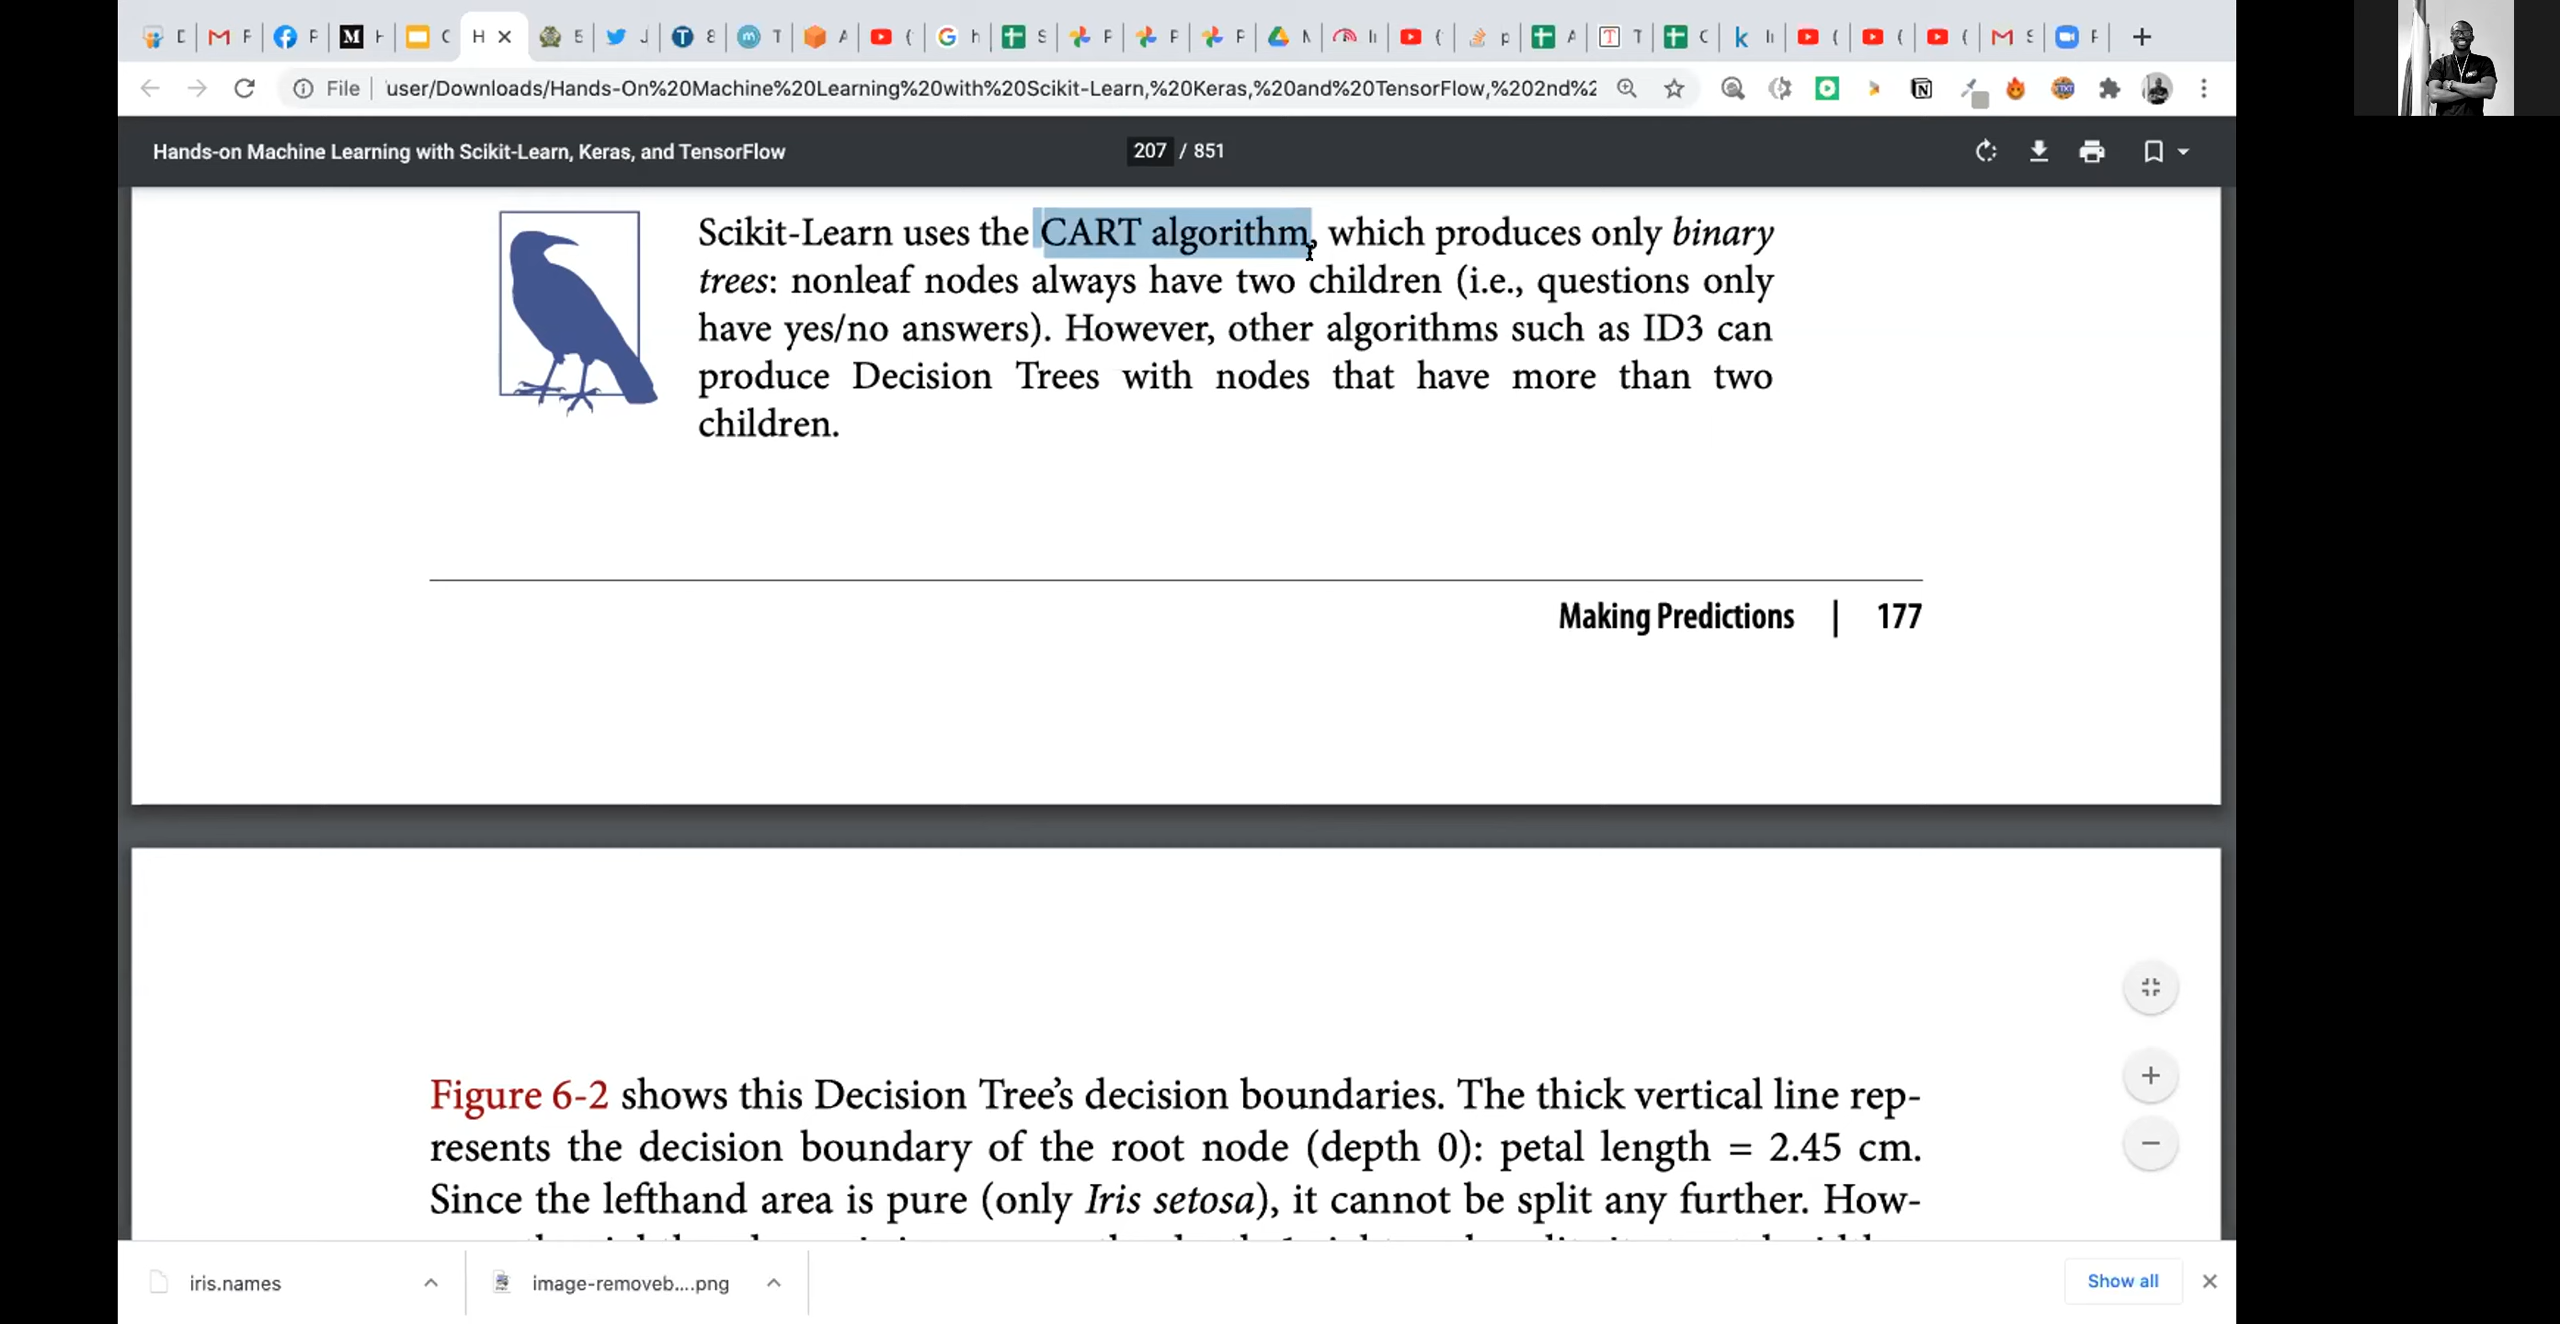 D F F H C H E J 8 T A ( h S F F F N II ( p A T C II ( ( ( S F
File user/Downloads/Hands-On%20Machine%20Learning%20with%20Scikit-Learn,%20Keras,%20and%20TensorFlow,%202nd%2
Hands-on Machine Learning with Scikit-Learn, Keras, and TensorFlow 207 / 851
Scikit-Learn uses the CART algorithm, which produces only binary
trees: nonleaf nodes always have two children (i.e., questions only
have yes/no answers). However, other algorithms such as ID3 can
produce Decision Trees with nodes that have more than two
children.
Making Predictions | 177
Figure 6-2 shows this Decision Tree’s decision boundaries. The thick vertical line rep-
resents the decision boundary of the root node (depth 0): petal length = 2.45 cm.
Since the lefthand area is pure (only Iris setosa), it cannot be split any further. How-
iris.names image-removeb....png Show all